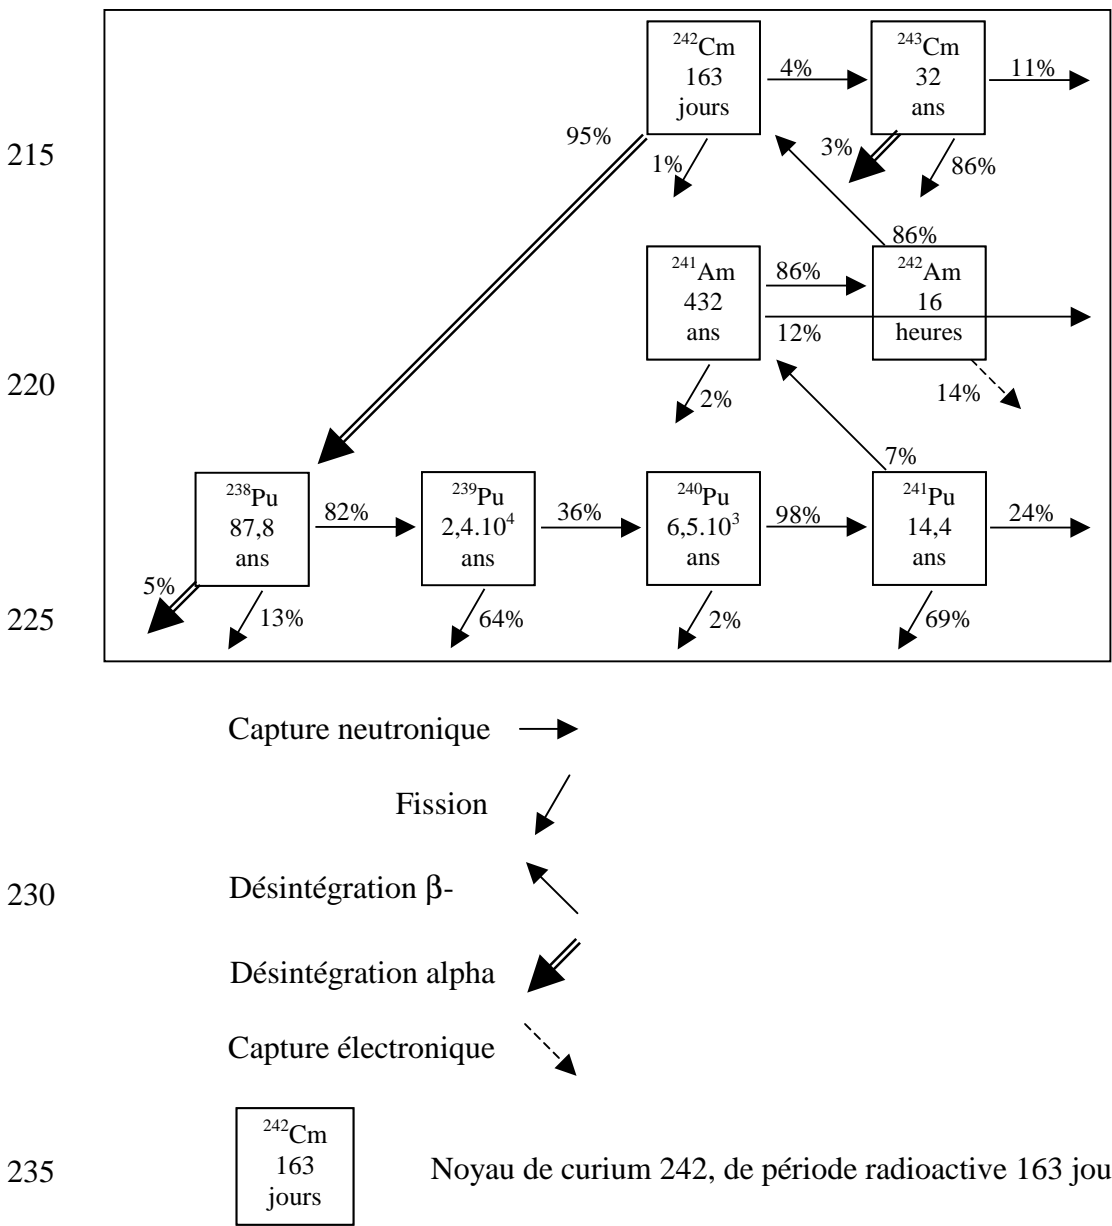 ²⁴²Cm
163
jours
²⁴³Cm
32
ans
4%
11%
95%
1%
3%
86%
215
86%
²⁴¹Am
432
ans
86%
12%
²⁴²Am
16
heures
2%
14%
220
7%
²³⁸Pu
87,8
ans
82%
²³⁹Pu
2,4.10⁴
ans
36%
²⁴⁰Pu
6,5.10³
ans
98%
²⁴¹Pu
14,4
ans
24%
5%
13%
64%
2%
69%
225
Capture neutronique
Fission
230
Désintégration β-
Désintégration alpha
Capture électronique
²⁴²Cm
163
jours
235
Noyau de curium 242, de période radioactive 163 jou